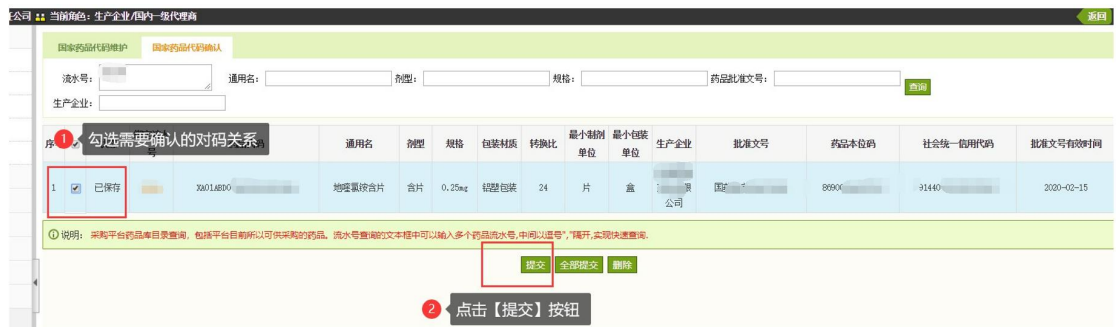 公司 当前角色: 生产企业/国内一级代理商 返回
国家药品代码维护 国家药品代码确认
流水号: 通用名: 剂型: 规格: 药品批准文号: 查询
生产企业:
1 勾选需要确认的对码关系
序 号 通用名 剂型 规格 包装材质 转换比 最小制剂单位 最小包装单位 生产企业 批准文号 药品本位码 社会统一信用代码 批准文号有效时间
1 已保存 XA01ABD0 地喹氯铵含片 含片 0.25mg 铝塑包装 24 片 盒 限公司 国 8690 91440 2020-02-15
说明: 采购平台药品库目录查询, 包括平台目前所以可供采购的药品。流水号查询的文本框中可以输入多个药品流水号,中间以逗号","隔开,实现快速查询.
提交 全部提交 删除
2 点击【提交】按钮